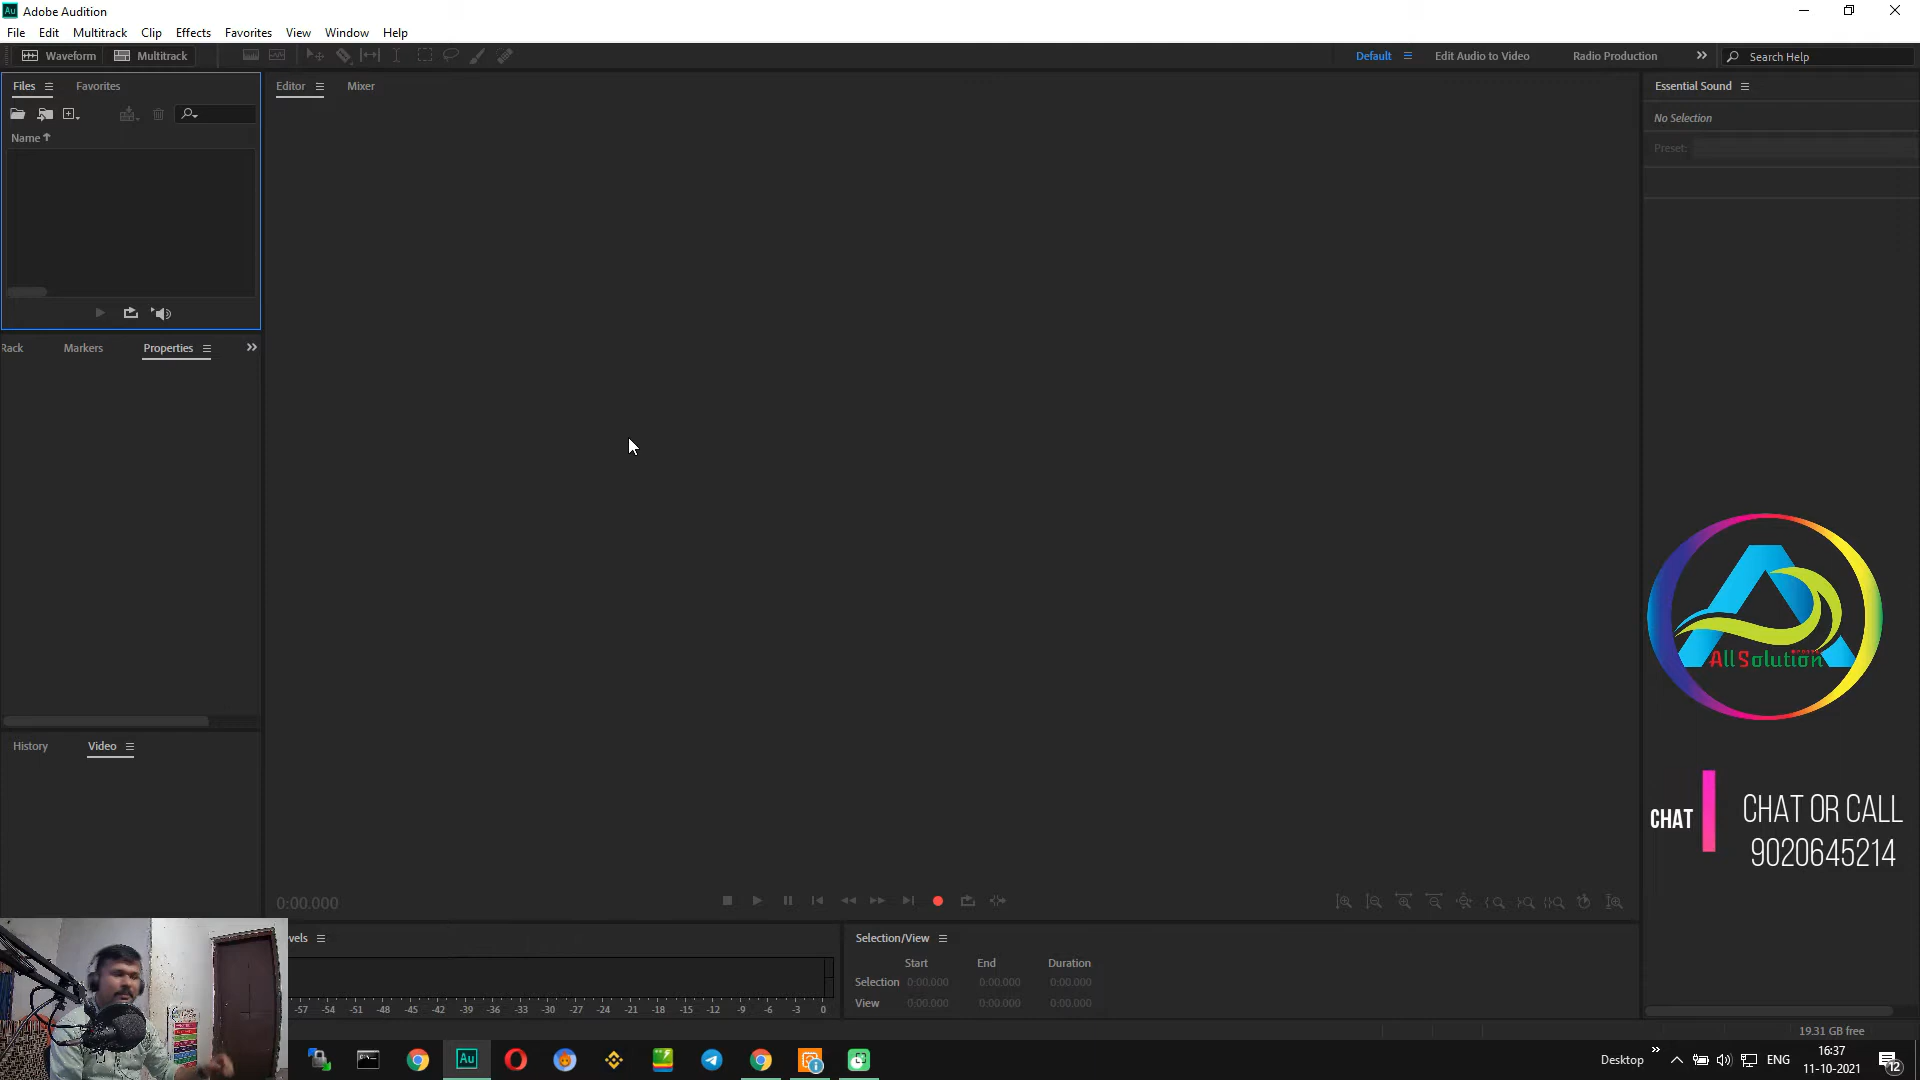 Au Adobe Audition
File Edit Multitrack Clip Effects Favorites View Window Help
Waveform Multitrack Default Edit Audio to Video Radio Production Search Help
Files Favorites Editor Mixer Essential Sound
No Selection
Name
Preset:
Rack Markers Properties
AllSolution
History Video
CHAT
CHAT OR CALL
9020645214
0:00.000
vels Selection/View
Start End Duration
Selection 0:00.000 0:00.000 0:00.000
View 0:00.000 0:00.000 0:00.000
-57 -54 -51 -48 -45 -42 -39 -36 -33 -30 -27 -24 -21 -18 -15 -12 -9 -6 -3 0
19.31 GB free
Au Desktop ENG 16:37
11-10-2021
12